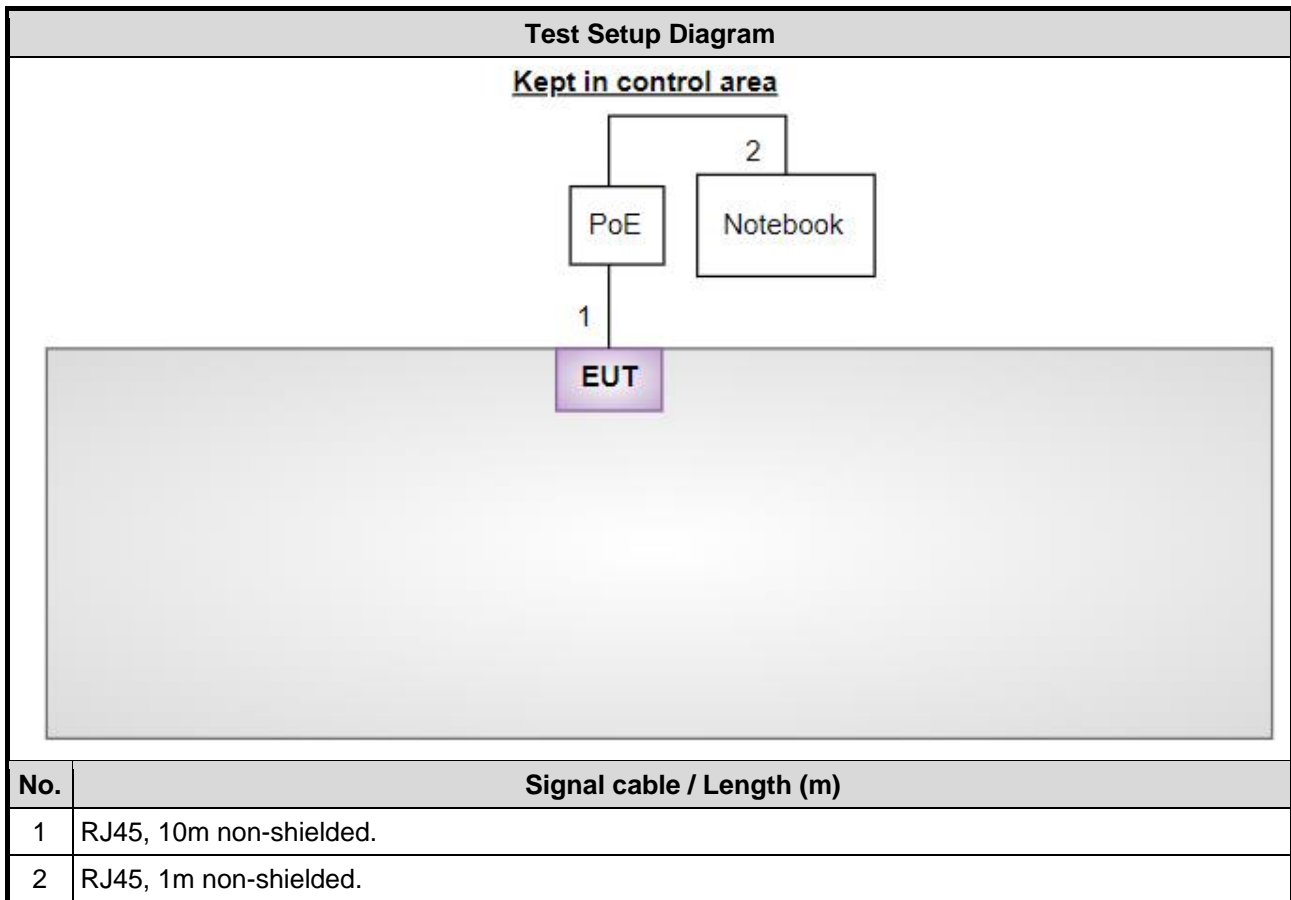 Test Setup Diagram
Kept in control area
2
PoE
Notebook
1
EUT
No. Signal cable / Length (m)
1 RJ45, 10m non-shielded.
2 RJ45, 1m non-shielded.